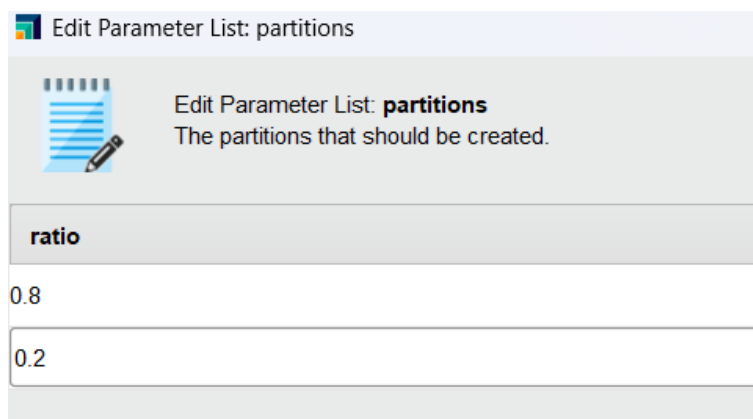 Edit Parameter List: partitions
Edit Parameter List: partitions
The partitions that should be created.
ratio
0.8
0.2